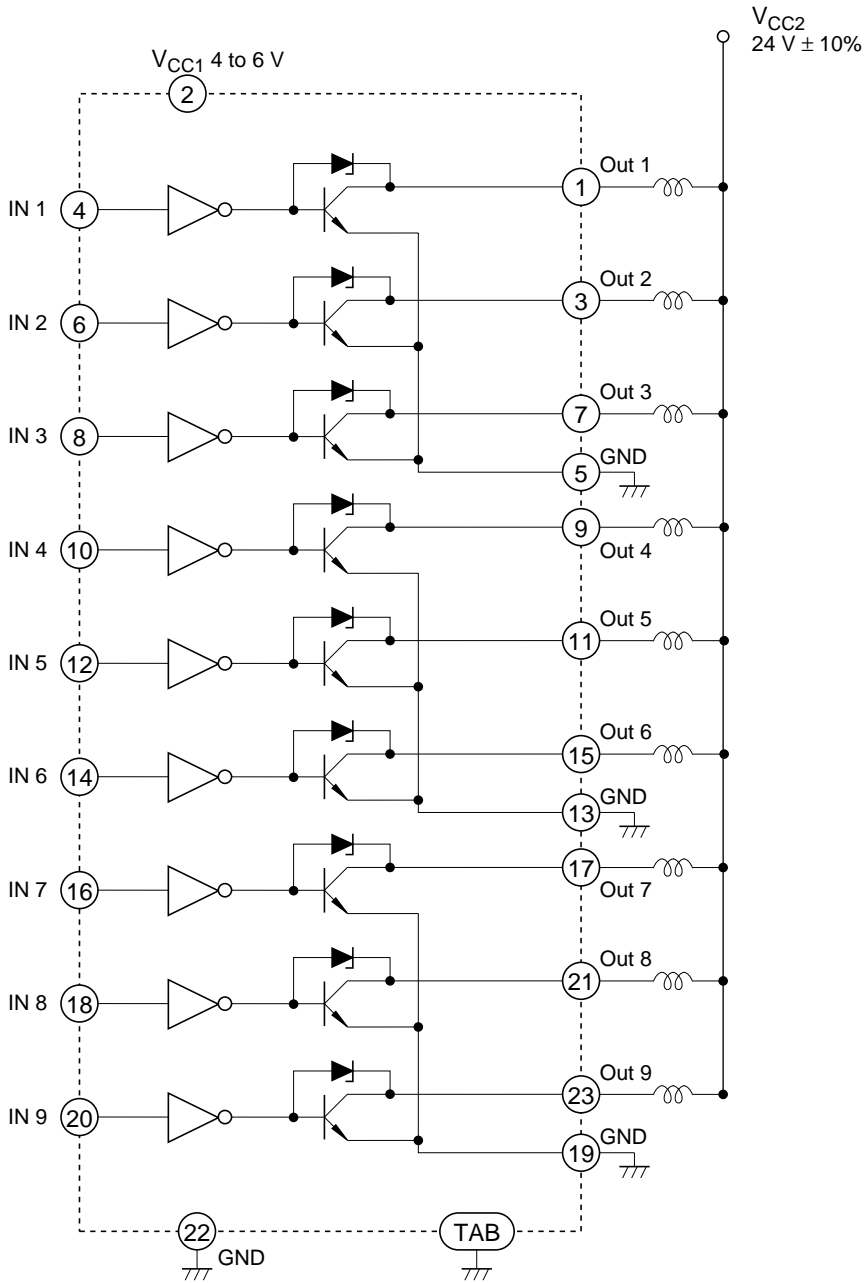 V_CC2
24 V ± 10%
V_CC1 4 to 6 V
2
IN 1 4
1 Out 1
IN 2 6
3 Out 2
IN 3 8
7 Out 3
5 GND
IN 4 10
9 Out 4
IN 5 12
11 Out 5
IN 6 14
15 Out 6
13 GND
IN 7 16
17 Out 7
IN 8 18
21 Out 8
IN 9 20
23 Out 9
19 GND
22 GND
TAB